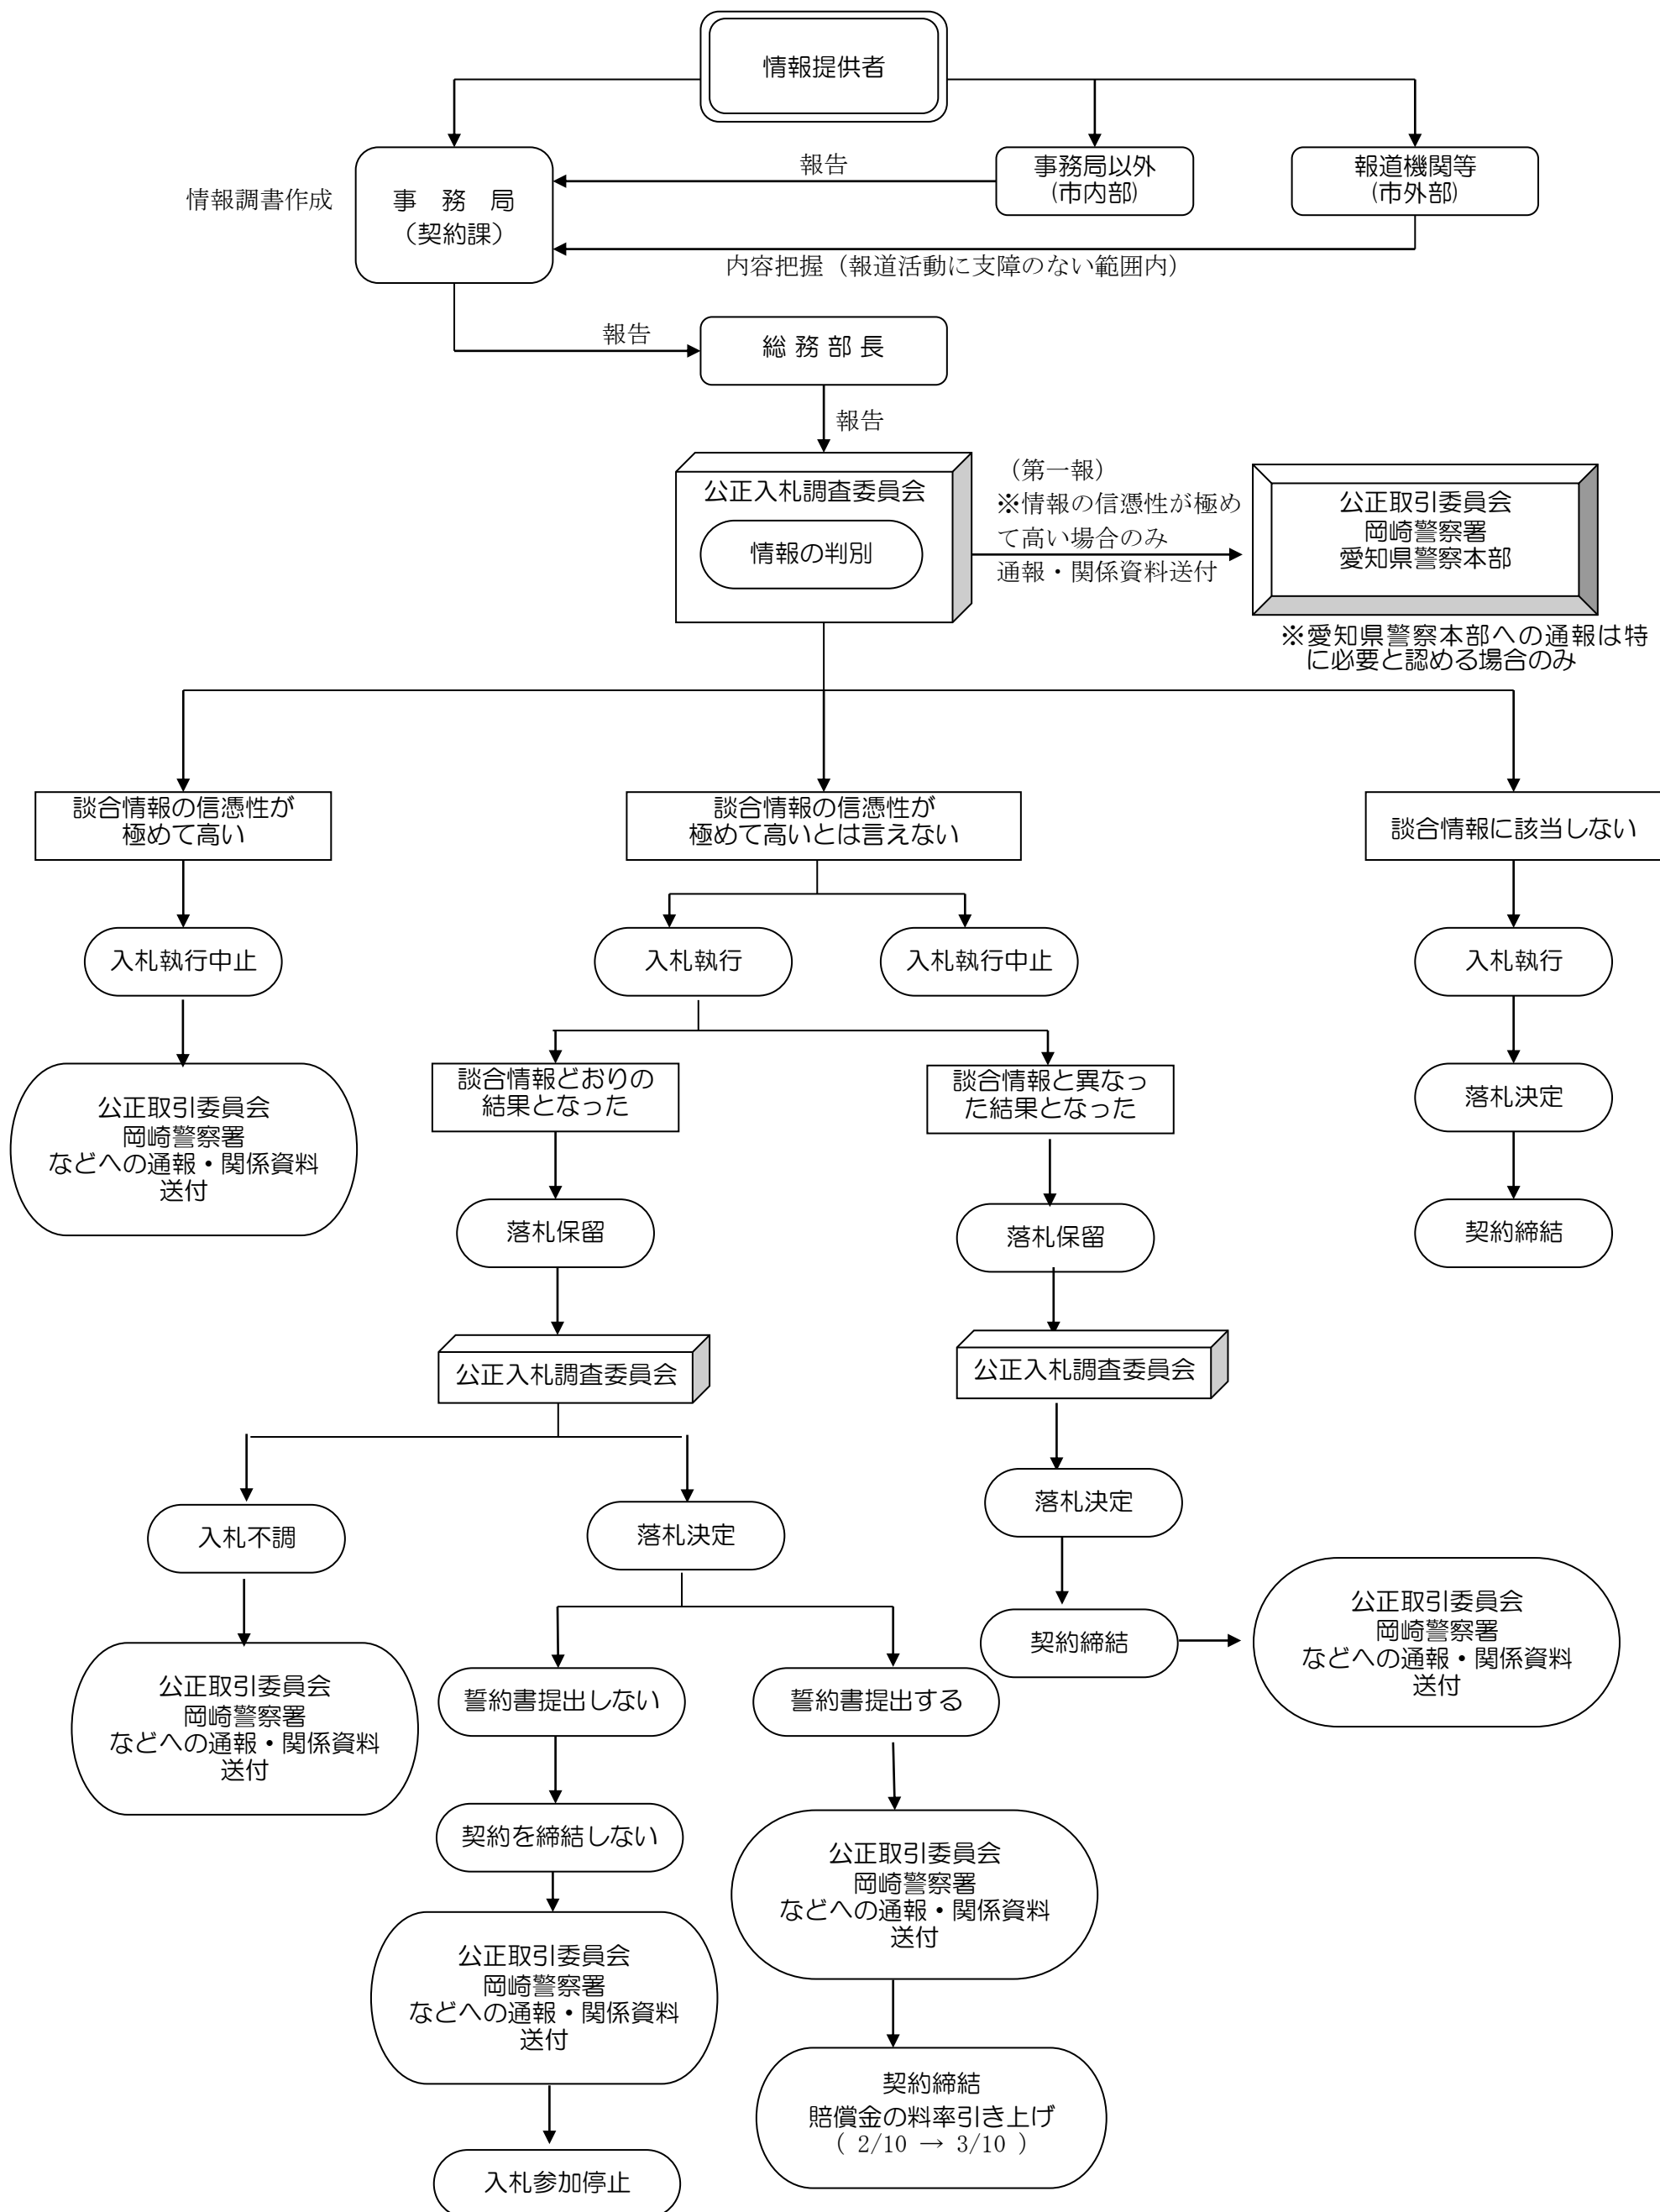 情報提供者
報告
事務局以外
(市内部)
報道機関等
(市外部)
情報調書作成
事　務　局
（契約課）
内容把握（報道活動に支障のない範囲内）
報告
総 務 部 長
報告
公正入札調査委員会
情報の判別
（第一報）
※情報の信憑性が極め
て高い場合のみ
通報・関係資料送付
公正取引委員会
岡崎警察署
愛知県警察本部
※愛知県警察本部への通報は特
に必要と認める場合のみ
談合情報の信憑性が
極めて高い
談合情報の信憑性が
極めて高いとは言えない
談合情報に該当しない
入札執行中止
入札執行
入札執行中止
入札執行
公正取引委員会
岡崎警察署
などへの通報・関係資料
送付
談合情報どおりの
結果となった
談合情報と異なっ
た結果となった
落札決定
落札保留
落札保留
契約締結
公正入札調査委員会
公正入札調査委員会
入札不調
落札決定
落札決定
公正取引委員会
岡崎警察署
などへの通報・関係資料
送付
誓約書提出しない
誓約書提出する
契約締結
公正取引委員会
岡崎警察署
などへの通報・関係資料
送付
契約を締結しない
公正取引委員会
岡崎警察署
などへの通報・関係資料
送付
公正取引委員会
岡崎警察署
などへの通報・関係資料
送付
契約締結
賠償金の料率引き上げ
（ 2/10 → 3/10 ）
入札参加停止